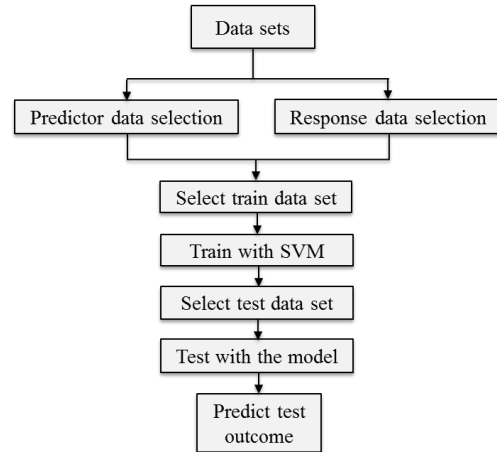 Data sets
Predictor data selection
Response data selection
Select train data set
Train with SVM
Select test data set
Test with the model
Predict test
outcome